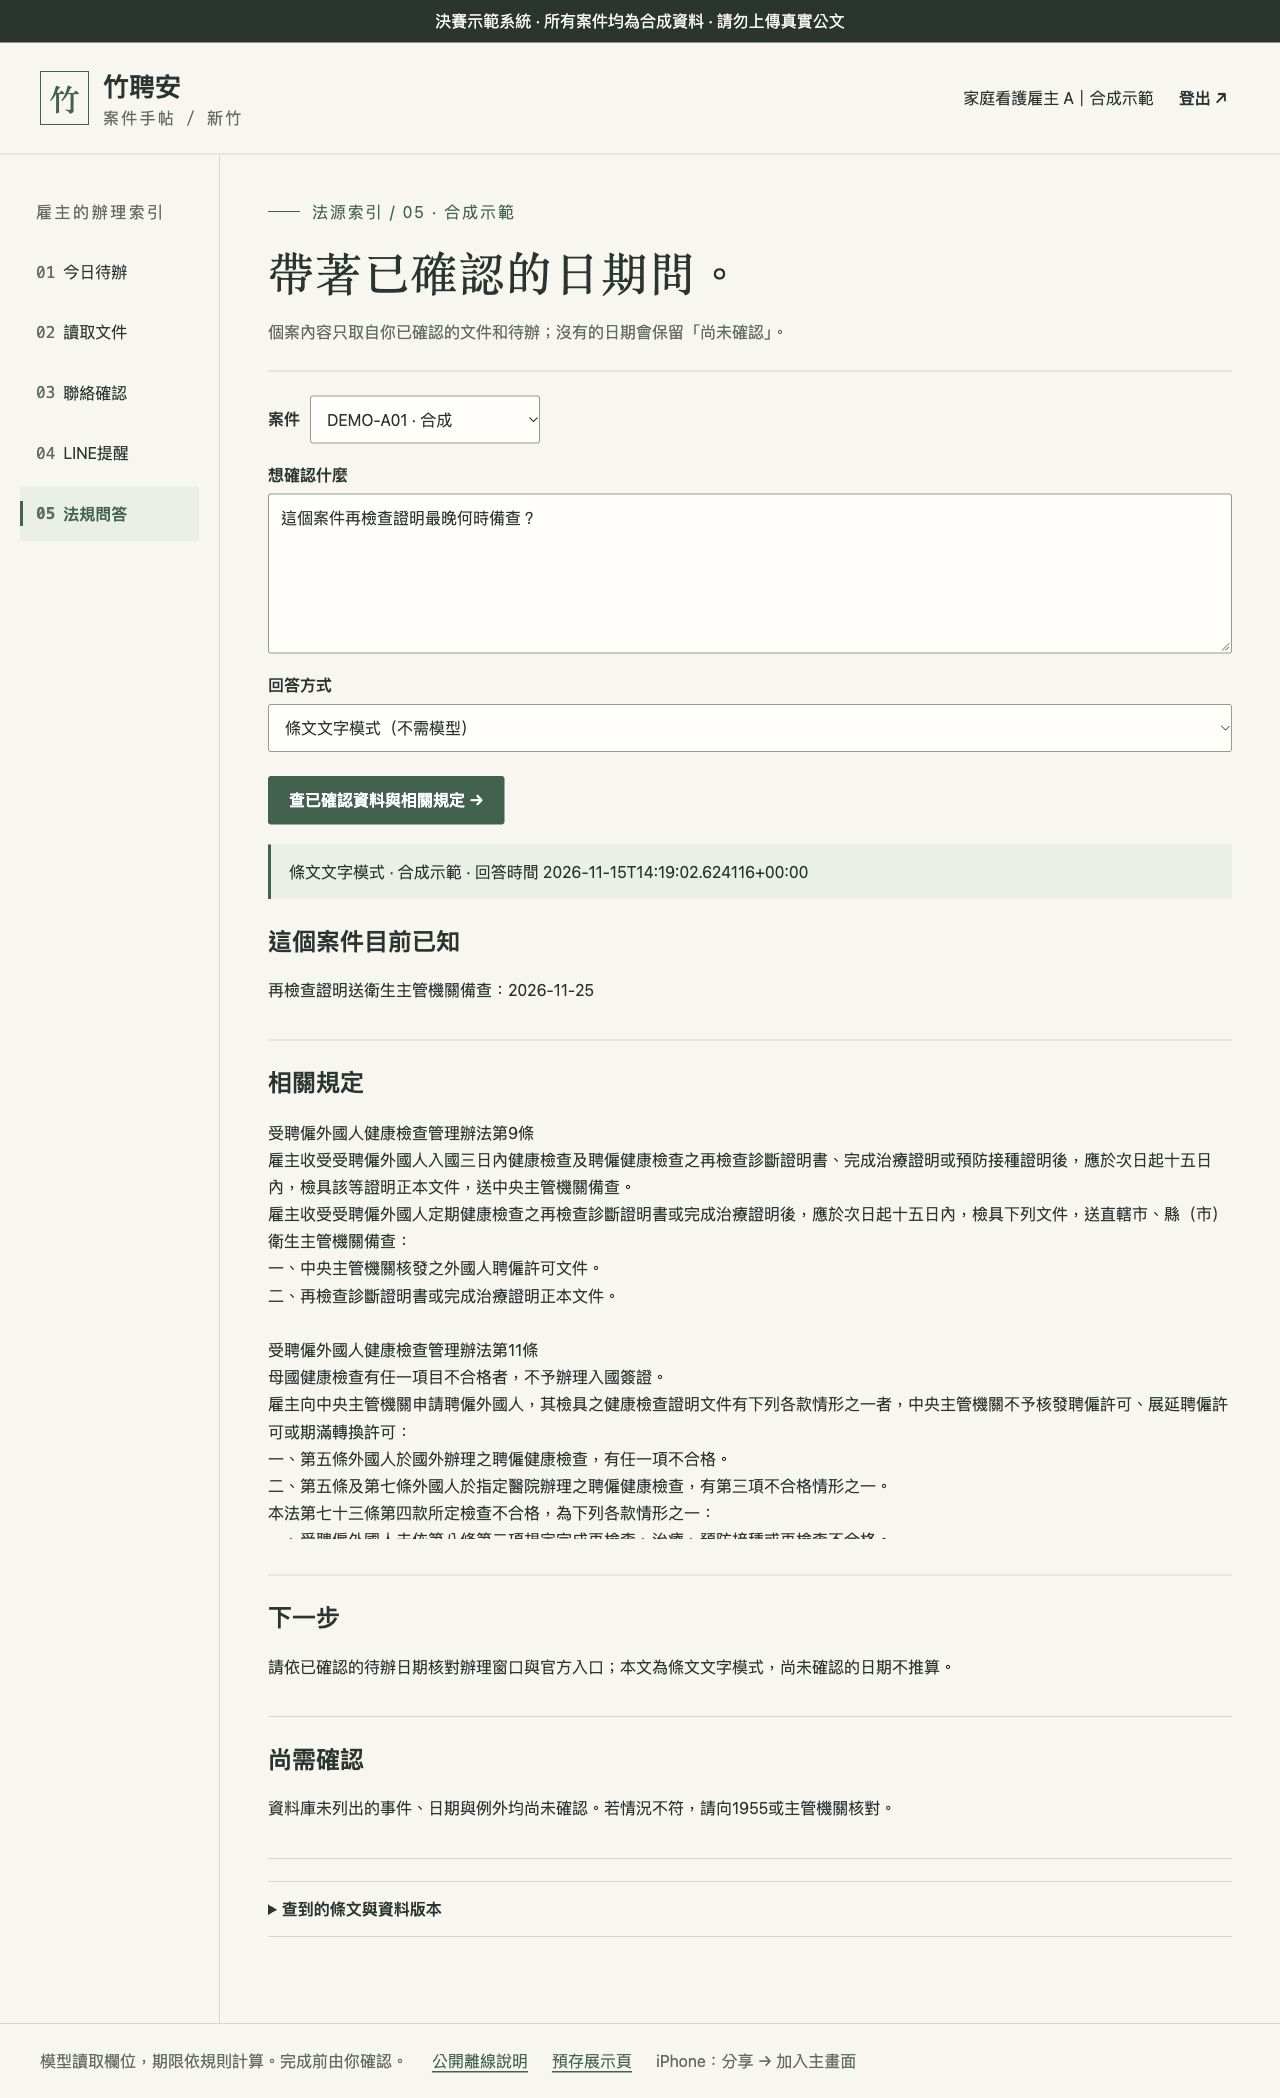 決賽示範系統 · 所有案件均為合成資料 · 請勿上傳真實公文
竹
竹聘安
案件手帖 / 新竹
家庭看護雇主 A | 合成示範
登出 ↗
雇主的辦理索引
01 今日待辦
02 讀取文件
03 聯絡確認
04 LINE提醒
05 法規問答
法源索引 / 05 · 合成示範
帶著已確認的日期問。
個案內容只取自你已確認的文件和待辦；沒有的日期會保留「尚未確認」。
案件 DEMO-A01 · 合成
想確認什麼
這個案件再檢查證明最晚何時備查？
回答方式
條文文字模式（不需模型）
查已確認資料與相關規定 →
條文文字模式 · 合成示範 · 回答時間 2026-11-15T14:19:02.624116+00:00
這個案件目前已知
再檢查證明送衛生主管機關備查：2026-11-25
相關規定
受聘僱外國人健康檢查管理辦法第9條
雇主收受受聘僱外國人入國三日內健康檢查及聘僱健康檢查之再檢查診斷證明書、完成治療證明或預防接種證明後，應於次日起十五日
內，檢具該等證明正本文件，送中央主管機關備查。
雇主收受受聘僱外國人定期健康檢查之再檢查診斷證明書或完成治療證明後，應於次日起十五日內，檢具下列文件，送直轄市、縣（市）
衛生主管機關備查：
一、中央主管機關核發之外國人聘僱許可文件。
二、再檢查診斷證明書或完成治療證明正本文件。
受聘僱外國人健康檢查管理辦法第11條
母國健康檢查有任一項目不合格者，不予辦理入國簽證。
雇主向中央主管機關申請聘僱外國人，其檢具之健康檢查證明文件有下列各款情形之一者，中央主管機關不予核發聘僱許可、展延聘僱許
可或期滿轉換許可：
一、第五條外國人於國外辦理之聘僱健康檢查，有任一項不合格。
二、第五條及第七條外國人於指定醫院辦理之聘僱健康檢查，有第三項不合格情形之一。
本法第七十三條第四款所定檢查不合格，為下列各款情形之一：
下一步
請依已確認的待辦日期核對辦理窗口與官方入口；本文為條文文字模式，尚未確認的日期不推算。
尚需確認
資料庫未列出的事件、日期與例外均尚未確認。若情況不符，請向1955或主管機關核對。
▶ 查到的條文與資料版本
模型讀取欄位，期限依規則計算。完成前由你確認。 公開離線說明 預存展示頁 iPhone：分享 → 加入主畫面